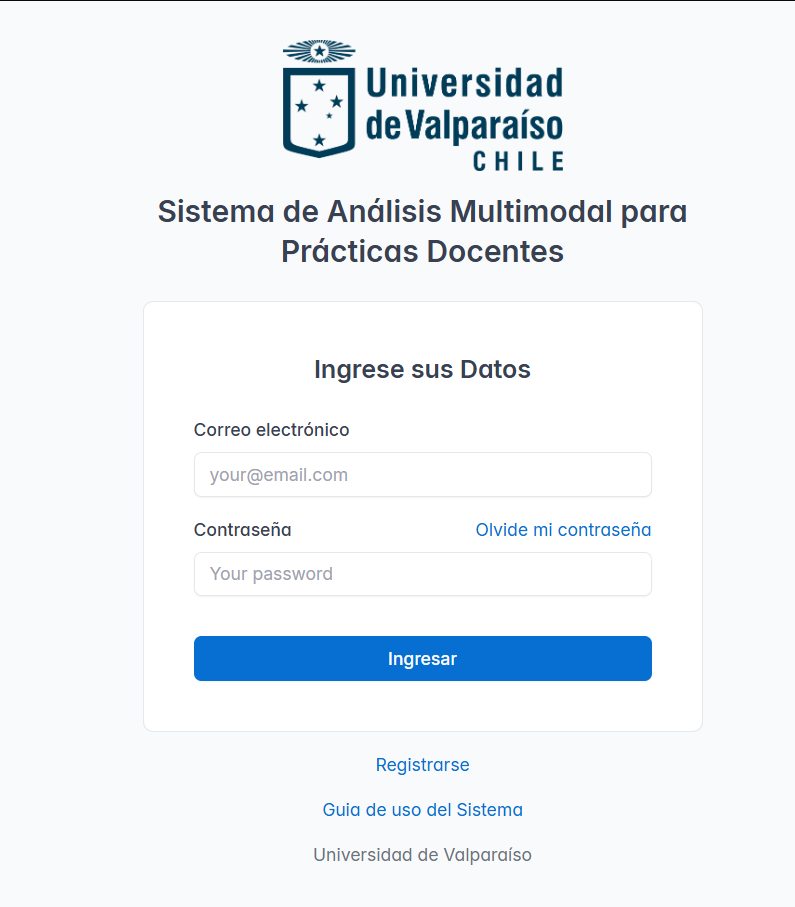 Universidad
de Valparaíso
CHILE
Sistema de Análisis Multimodal para
Prácticas Docentes
Ingrese sus Datos
Correo electrónico
your@email.com
Contraseña Olvide mi contraseña
Your password
Ingresar
Registrarse
Guia de uso del Sistema
Universidad de Valparaíso